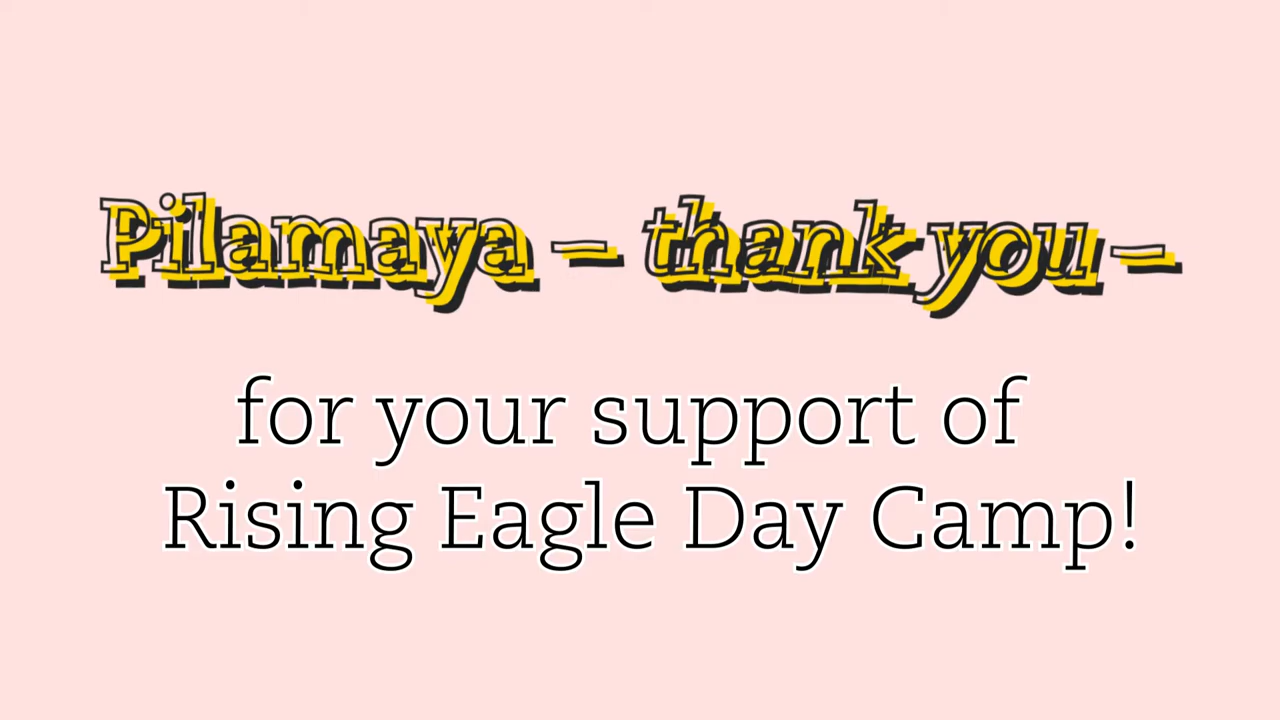 Pilamaya – thank you –
for your support of
Rising Eagle Day Camp!